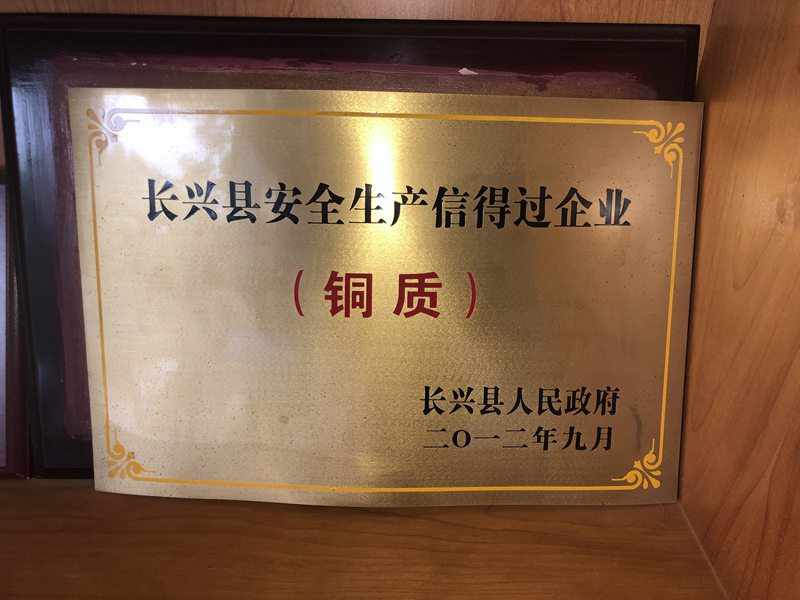 长兴县安全生产信得过企业
（铜质）
长兴县人民政府
二〇一二年九月